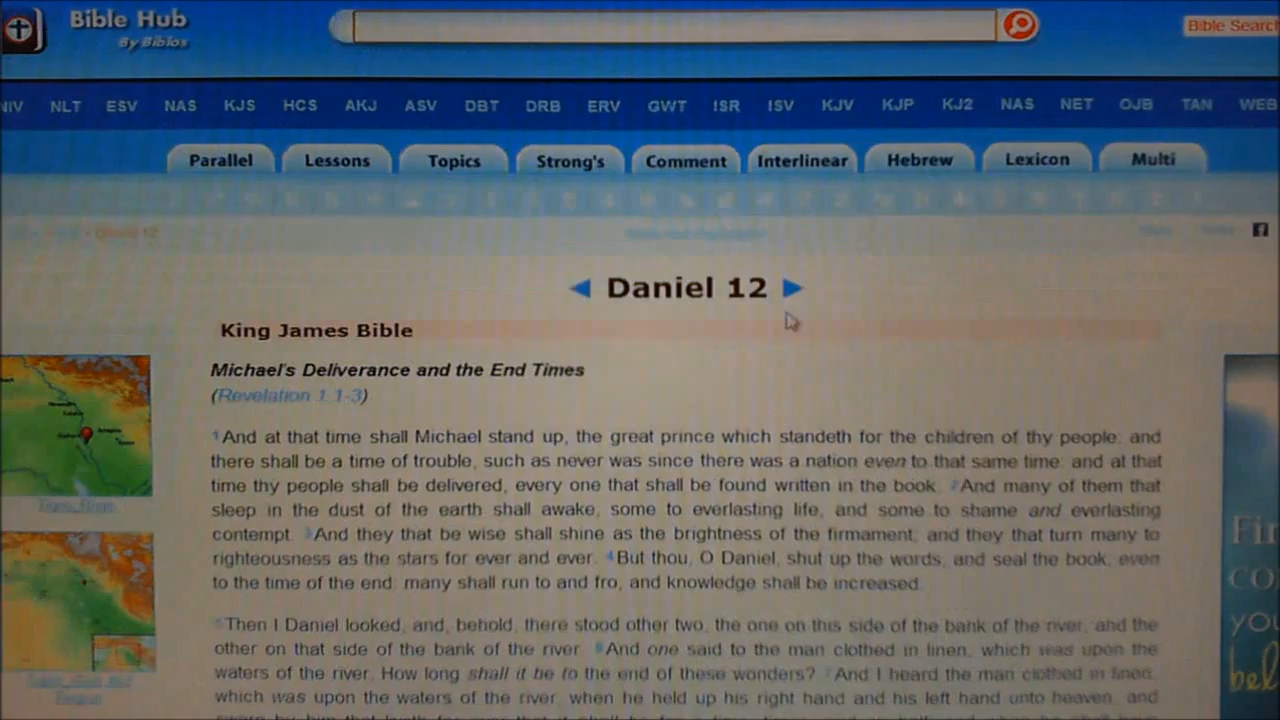 Bible Hub
By Biblos
Bible Search
NIV NLT ESV NAS KJS HCS AKJ ASV DBT DRB ERV GWT ISR ISV KJV KJP KJ2 NAS NET OJB TAN WEB
Parallel Lessons Topics Strong's Comment Interlinear Hebrew Lexicon Multi
Daniel 12
◄ Daniel 12 ►
King James Bible
Michael's Deliverance and the End Times
(Revelation 1:1-3)
1And at that time shall Michael stand up, the great prince which standeth for the children of thy people: and
there shall be a time of trouble, such as never was since there was a nation even to that same time: and at that
time thy people shall be delivered, every one that shall be found written in the book. 2And many of them that
sleep in the dust of the earth shall awake, some to everlasting life, and some to shame and everlasting
contempt. 3And they that be wise shall shine as the brightness of the firmament; and they that turn many to
righteousness as the stars for ever and ever. 4But thou, O Daniel, shut up the words, and seal the book, even
to the time of the end: many shall run to and fro, and knowledge shall be increased.
5Then I Daniel looked, and, behold, there stood other two, the one on this side of the bank of the river, and the
other on that side of the bank of the river. 6And one said to the man clothed in linen, which was upon the
waters of the river, How long shall it be to the end of these wonders? 7And I heard the man clothed in linen,
which was upon the waters of the river, when he held up his right hand and his left hand unto heaven, and